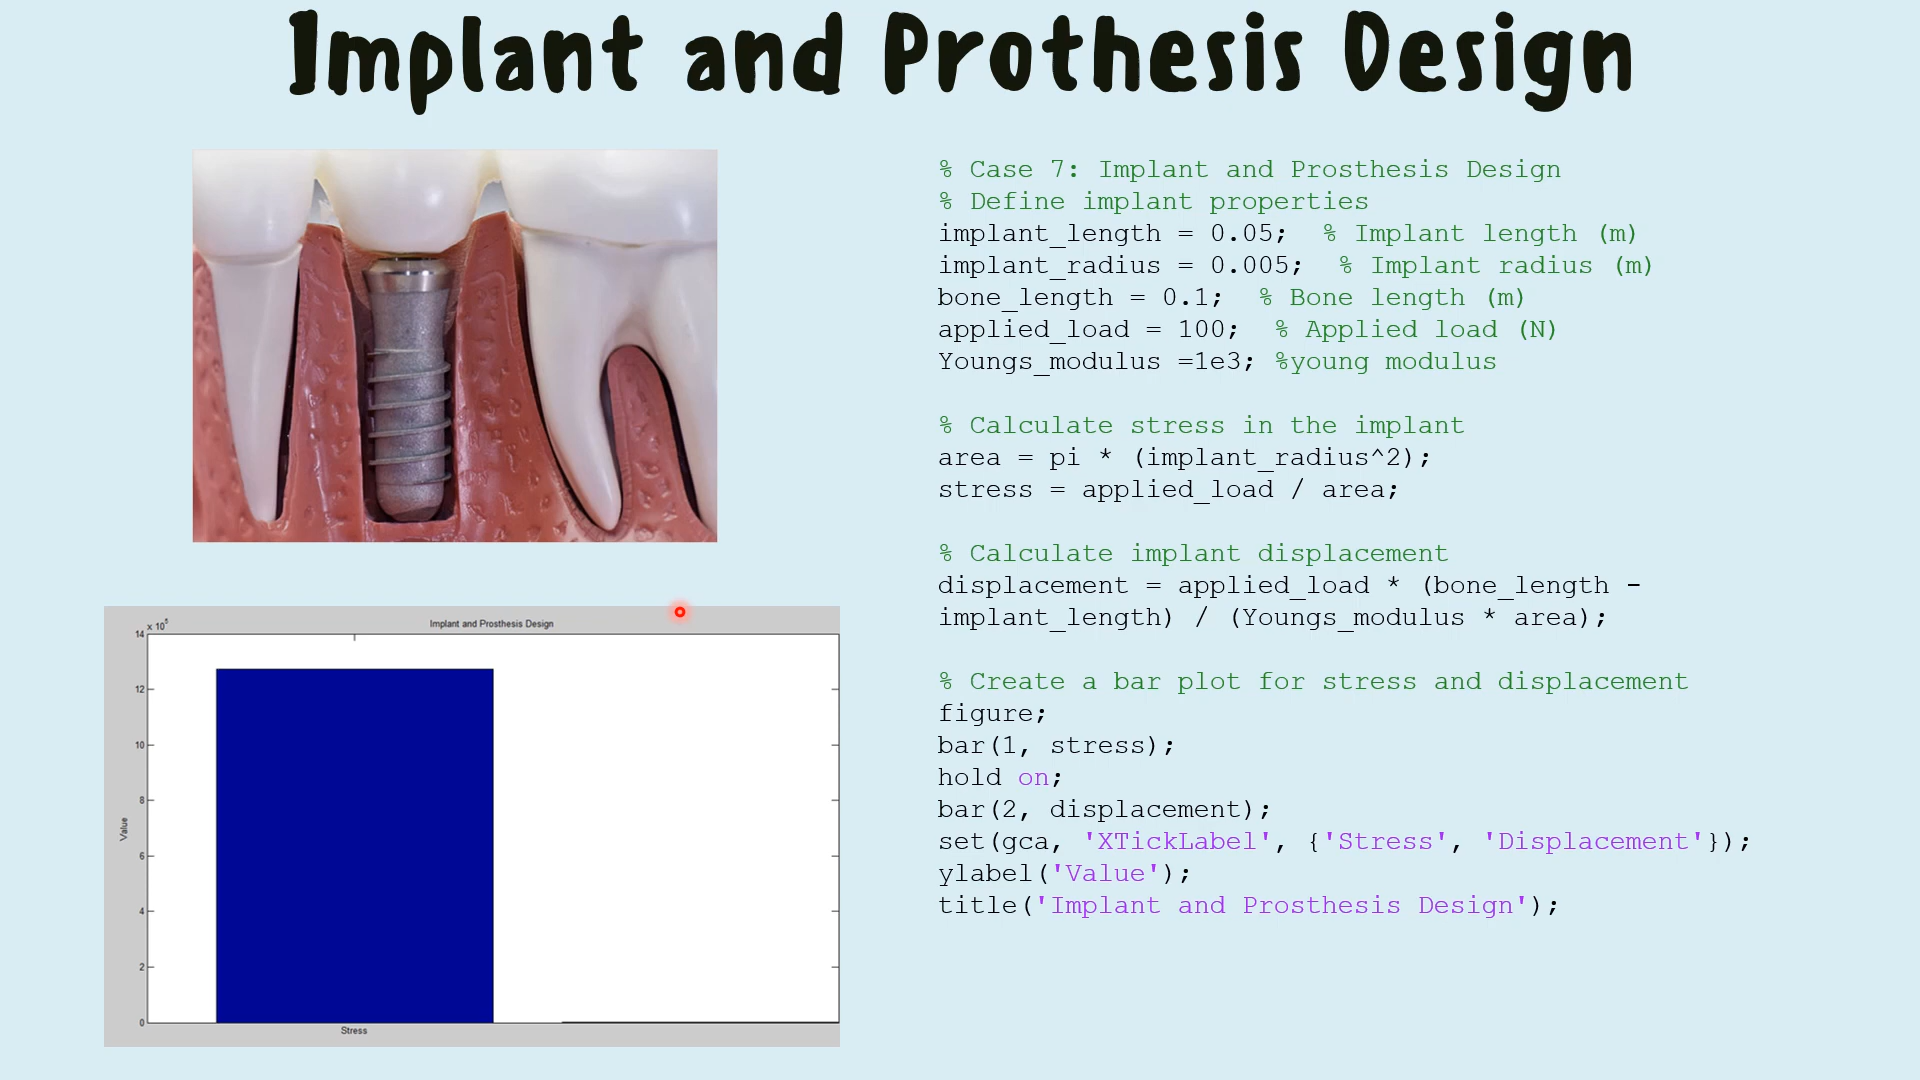 Implant and Prothesis Design
% Case 7: Implant and Prosthesis Design
% Define implant properties
implant_length = 0.05;  % Implant length (m)
implant_radius = 0.005;  % Implant radius (m)
bone_length = 0.1;  % Bone length (m)
applied_load = 100;  % Applied load (N)
Youngs_modulus =1e3; %young modulus
% Calculate stress in the implant
area = pi * (implant_radius^2);
stress = applied_load / area;
% Calculate implant displacement
displacement = applied_load * (bone_length -
implant_length) / (Youngs_modulus * area);
% Create a bar plot for stress and displacement
figure;
bar(1, stress);
hold on;
bar(2, displacement);
set(gca, 'XTickLabel', {'Stress', 'Displacement'});
ylabel('Value');
title('Implant and Prosthesis Design');
Implant and Prosthesis Design
x 10^5
14
12
10
8
6
4
2
0
Value
Stress